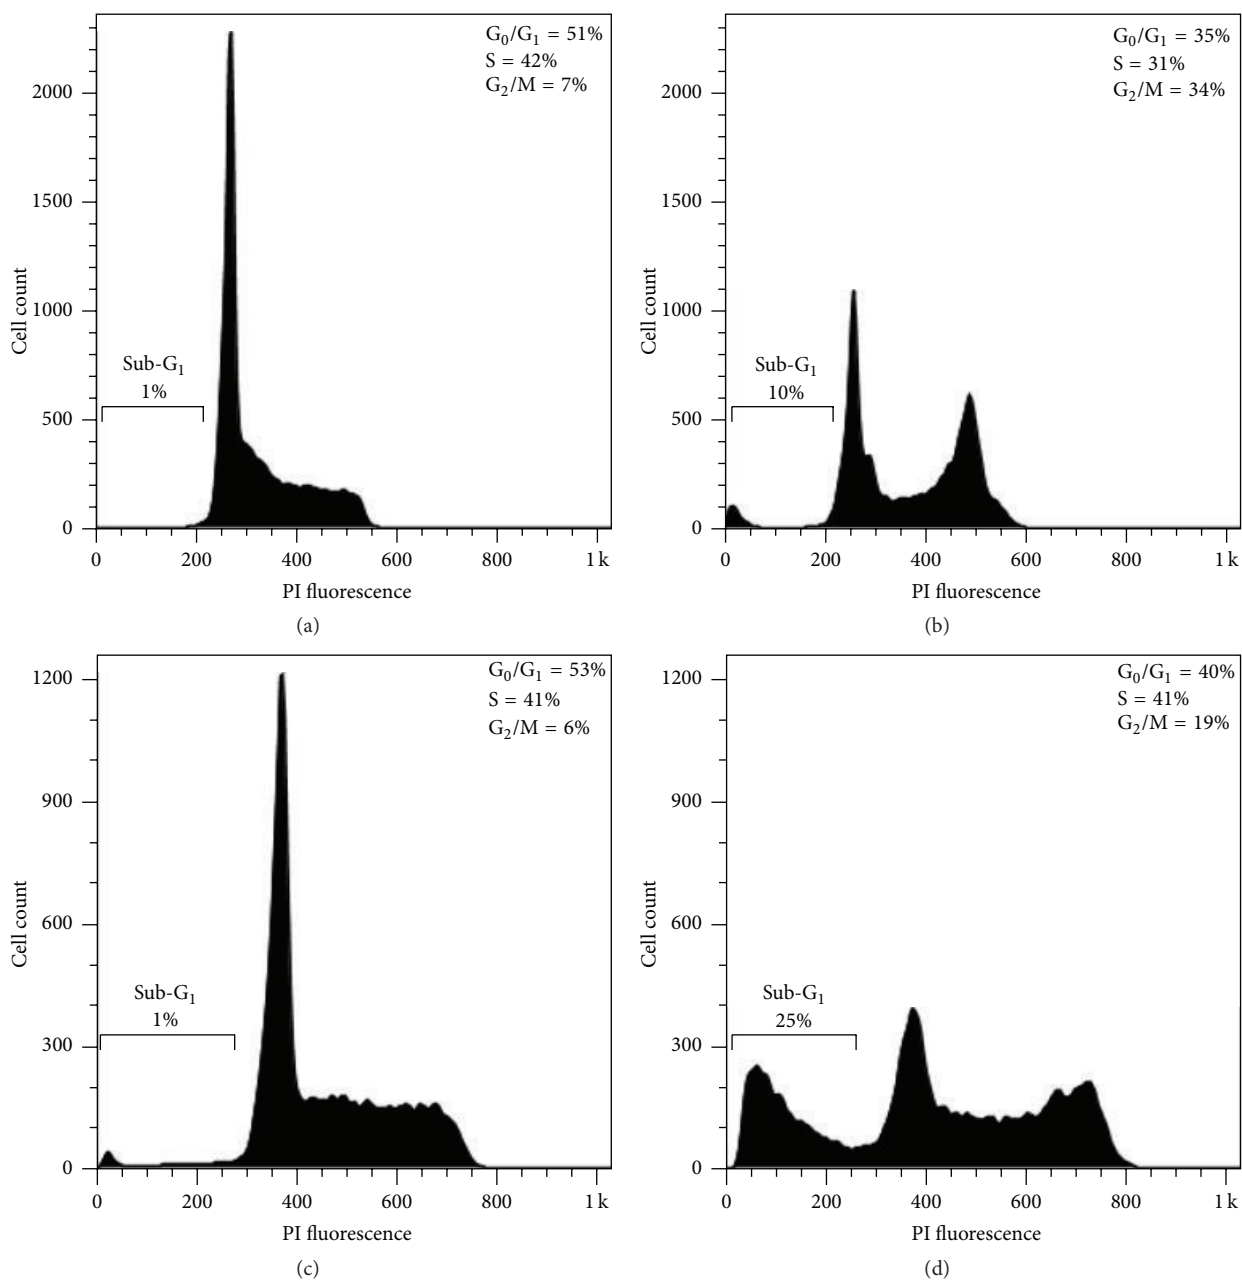 G₀/G₁ = 51%
S = 42%
G₂/M = 7%
2000
1500
1000
500
0
Cell count
Sub-G₁
1%
0 200 400 600 800 1 k
PI fluorescence
(a)
G₀/G₁ = 35%
S = 31%
G₂/M = 34%
2000
1500
1000
500
0
Cell count
Sub-G₁
10%
0 200 400 600 800 1 k
PI fluorescence
(b)
G₀/G₁ = 53%
S = 41%
G₂/M = 6%
1200
900
600
300
0
Cell count
Sub-G₁
1%
0 200 400 600 800 1 k
PI fluorescence
(c)
G₀/G₁ = 40%
S = 41%
G₂/M = 19%
1200
900
600
300
0
Cell count
Sub-G₁
25%
0 200 400 600 800 1 k
PI fluorescence
(d)